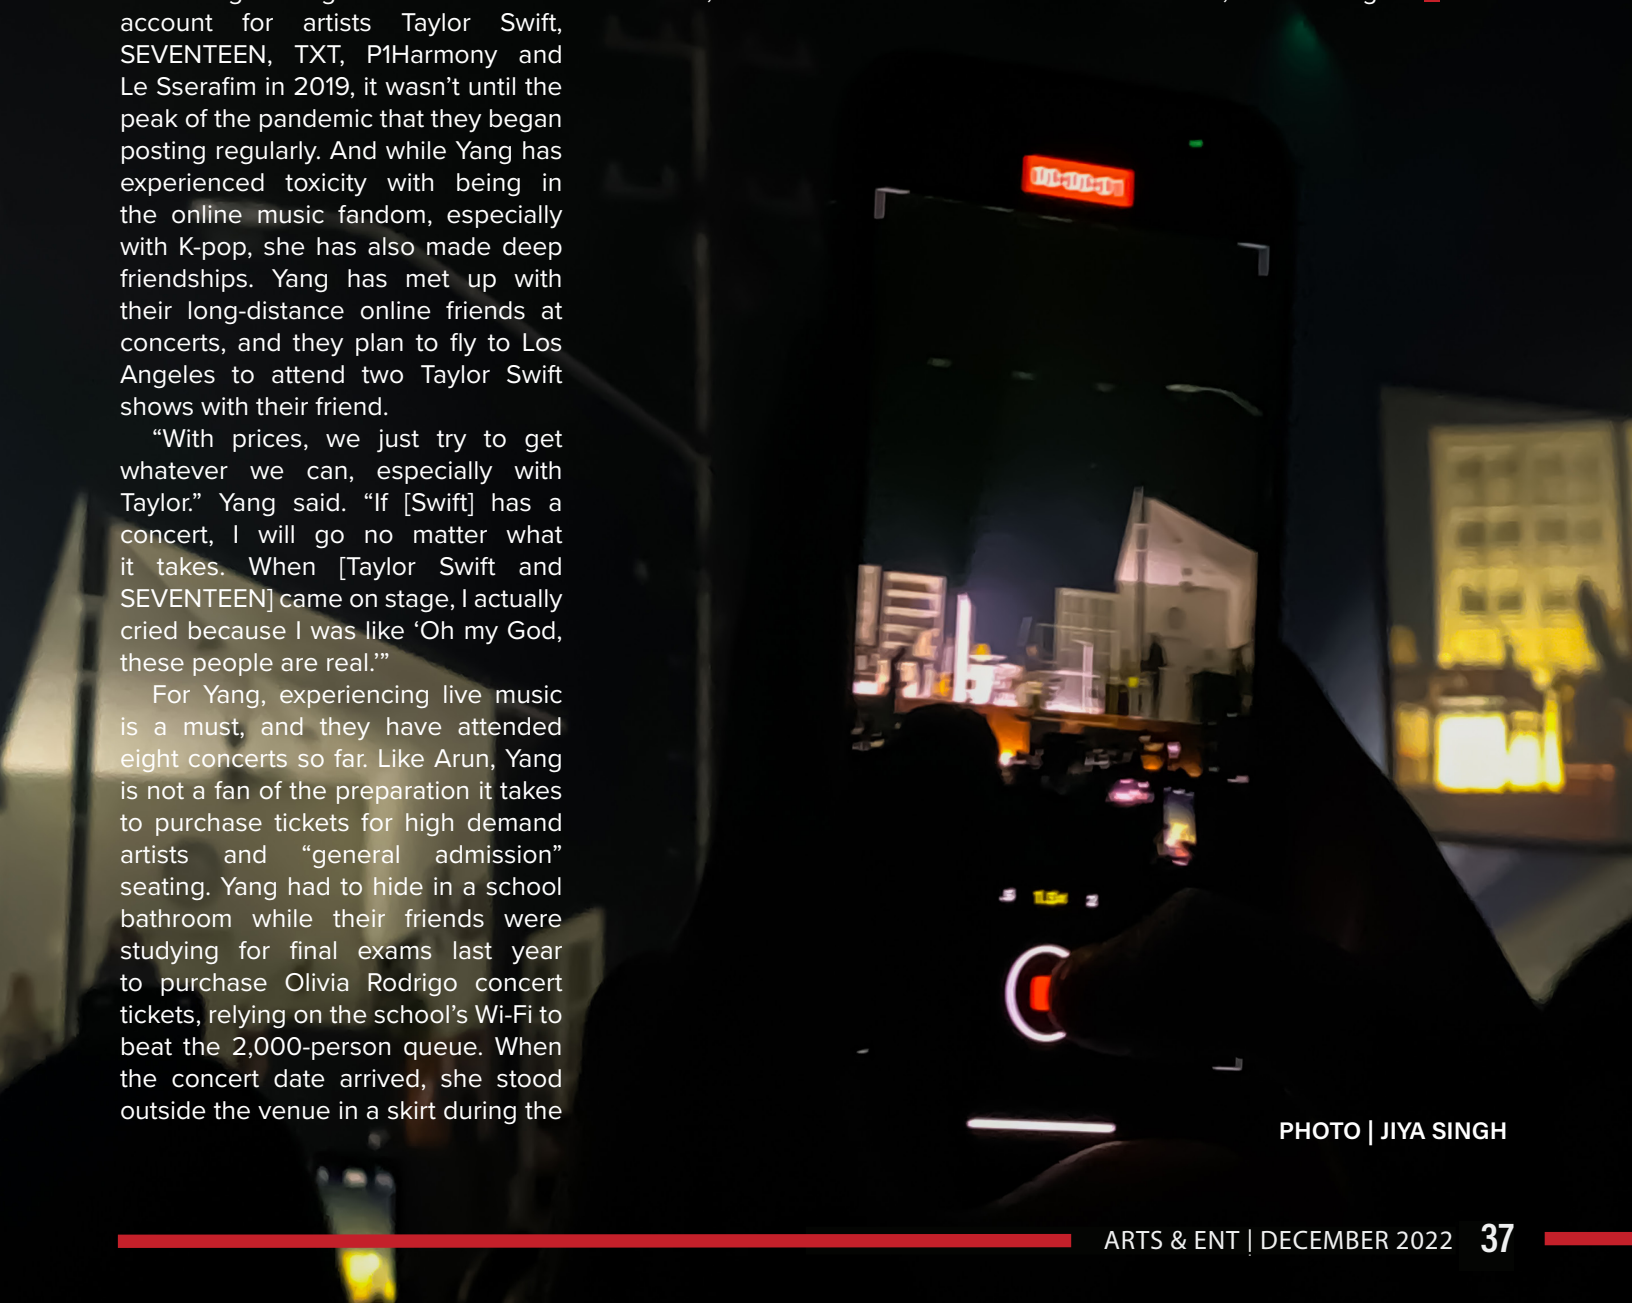 account for artists Taylor Swift,
SEVENTEEN, TXT, P1Harmony and
Le Sserafim in 2019, it wasn’t until the
peak of the pandemic that they began
posting regularly. And while Yang has
experienced toxicity with being in
the online music fandom, especially
with K-pop, she has also made deep
friendships. Yang has met up with
their long-distance online friends at
concerts, and they plan to fly to Los
Angeles to attend two Taylor Swift
shows with their friend.
“With prices, we just try to get
whatever we can, especially with
Taylor.” Yang said. “If [Swift] has a
concert, I will go no matter what
it takes. When [Taylor Swift and
SEVENTEEN] came on stage, I actually
cried because I was like ‘Oh my God,
these people are real.’”
For Yang, experiencing live music
is a must, and they have attended
eight concerts so far. Like Arun, Yang
is not a fan of the preparation it takes
to purchase tickets for high demand
artists and “general admission”
seating. Yang had to hide in a school
bathroom while their friends were
studying for final exams last year
to purchase Olivia Rodrigo concert
tickets, relying on the school’s Wi-Fi to
beat the 2,000-person queue. When
the concert date arrived, she stood
outside the venue in a skirt during the
PHOTO | JIYA SINGH
ARTS & ENT | DECEMBER 2022 37